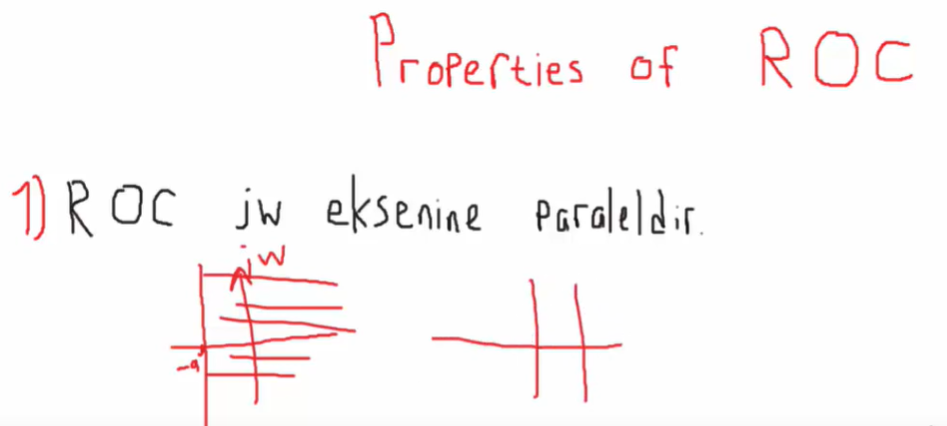 Properties of ROC
1) ROC jw eksenine paraleldir.
jw
-a